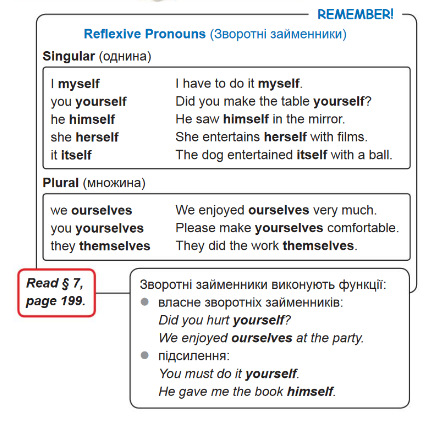 REMEMBER!
Reflexive Pronouns (Зворотні займенники)
Singular (однина)
I myself I have to do it myself.
you yourself Did you make the table yourself?
he himself He saw himself in the mirror.
she herself She entertains herself with films.
it itself The dog entertained itself with a ball.
Plural (множина)
we ourselves We enjoyed ourselves very much.
you yourselves Please make yourselves comfortable.
they themselves They did the work themselves.
Read § 7,
page 199.
Зворотні займенники виконують функції:
● власне зворотніх займенників:
Did you hurt yourself?
We enjoyed ourselves at the party.
● підсилення:
You must do it yourself.
He gave me the book himself.